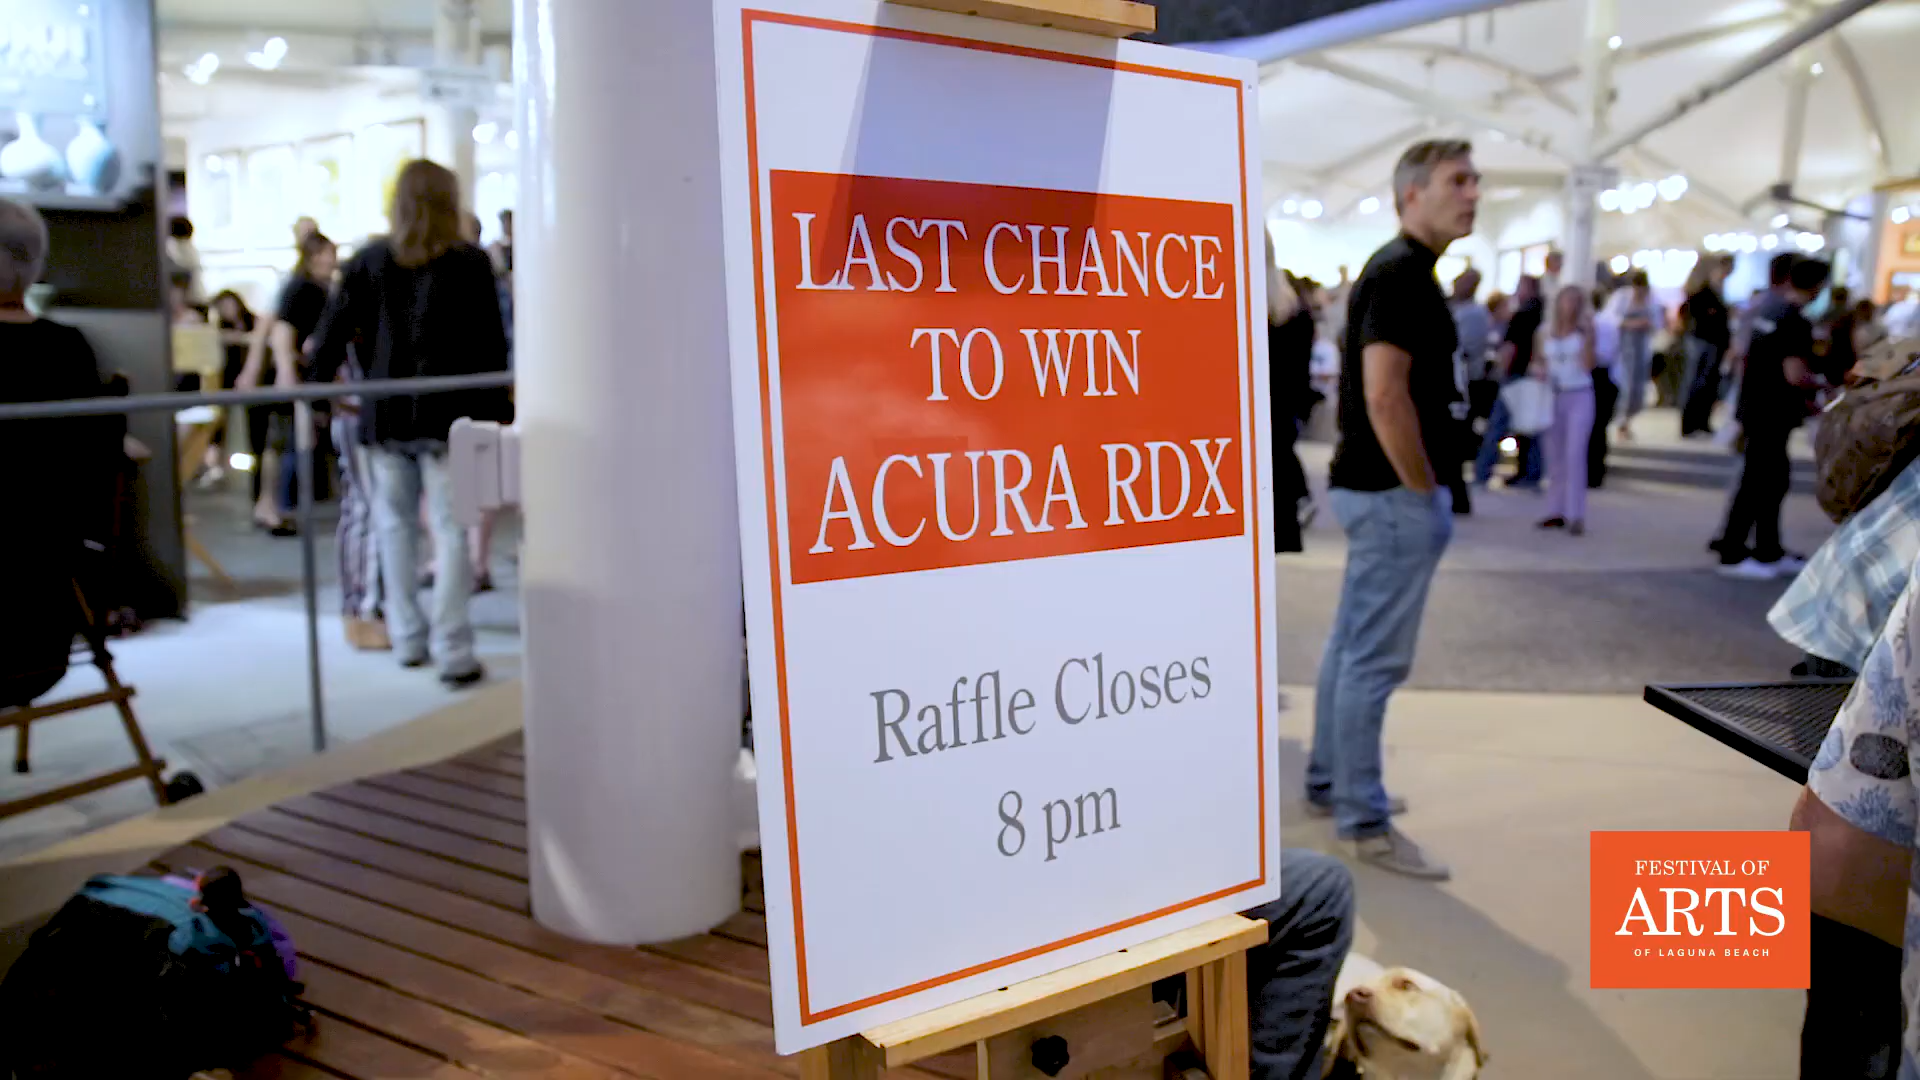 LAST CHANCE
TO WIN
ACURA RDX
Raffle Closes
8 pm
FESTIVAL OF
ARTS
OF LAGUNA BEACH